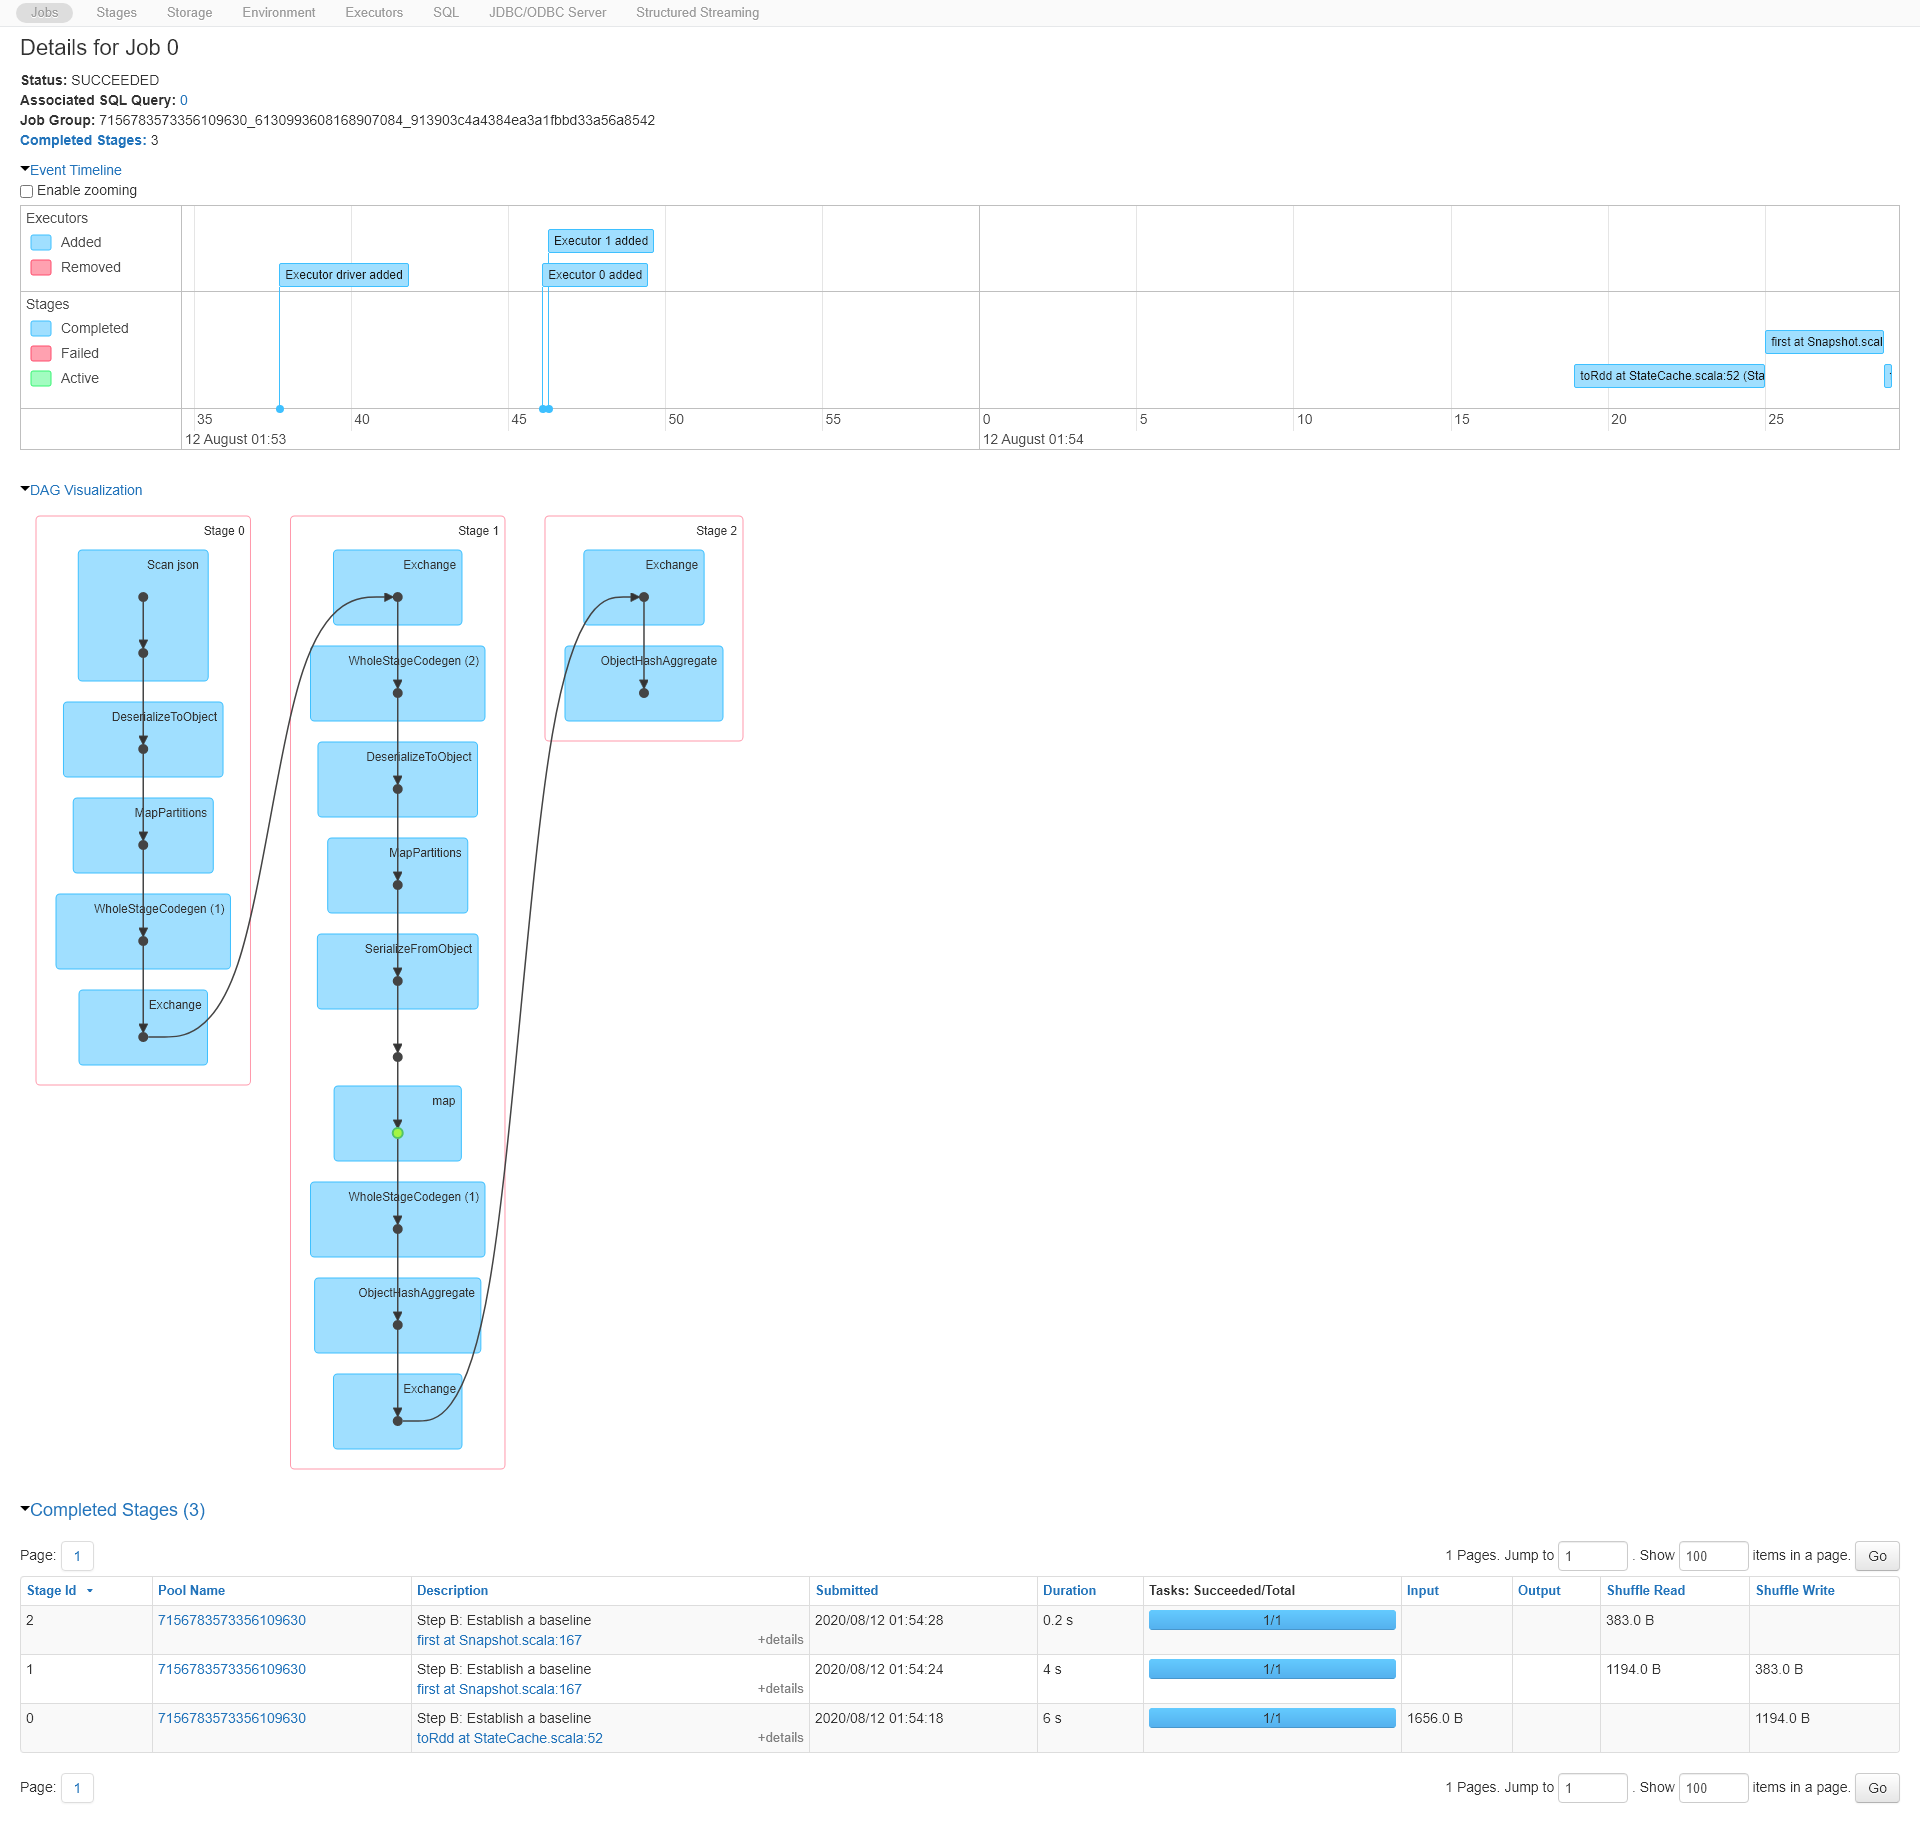 Jobs Stages Storage Environment Executors SQL JDBC/ODBC Server Structured Streaming
Details for Job 0
Status: SUCCEEDED
Associated SQL Query: 0
Job Group: 7156783573356109630_6130993608168907084_913903c4a4384ea3a1fbbd33a56a8542
Completed Stages: 3
Event Timeline
Enable zooming
Executors
Added
Removed
Executor 1 added
Executor driver added
Executor 0 added
Stages
Completed
Failed
Active
first at Snapshot.scal
toRdd at StateCache.scala:52 (Sta
35 40 45 50 55 0 5 10 15 20 25
12 August 01:53 12 August 01:54
DAG Visualization
Stage 0
Scan json
DeserializeToObject
MapPartitions
WholeStageCodegen (1)
Exchange
Stage 1
Exchange
WholeStageCodegen (2)
DeserializeToObject
MapPartitions
SerializeFromObject
map
WholeStageCodegen (1)
ObjectHashAggregate
Exchange
Stage 2
Exchange
ObjectHashAggregate
Completed Stages (3)
Page: 1 1 Pages. Jump to 1 . Show 100 items in a page. Go
Stage Id Pool Name Description Submitted Duration Tasks: Succeeded/Total Input Output Shuffle Read Shuffle Write
2 7156783573356109630 Step B: Establish a baseline 2020/08/12 01:54:28 0.2 s 1/1 383.0 B
first at Snapshot.scala:167 +details
1 7156783573356109630 Step B: Establish a baseline 2020/08/12 01:54:24 4 s 1/1 1194.0 B 383.0 B
first at Snapshot.scala:167 +details
0 7156783573356109630 Step B: Establish a baseline 2020/08/12 01:54:18 6 s 1/1 1656.0 B 1194.0 B
toRdd at StateCache.scala:52 +details
Page: 1 1 Pages. Jump to 1 . Show 100 items in a page. Go